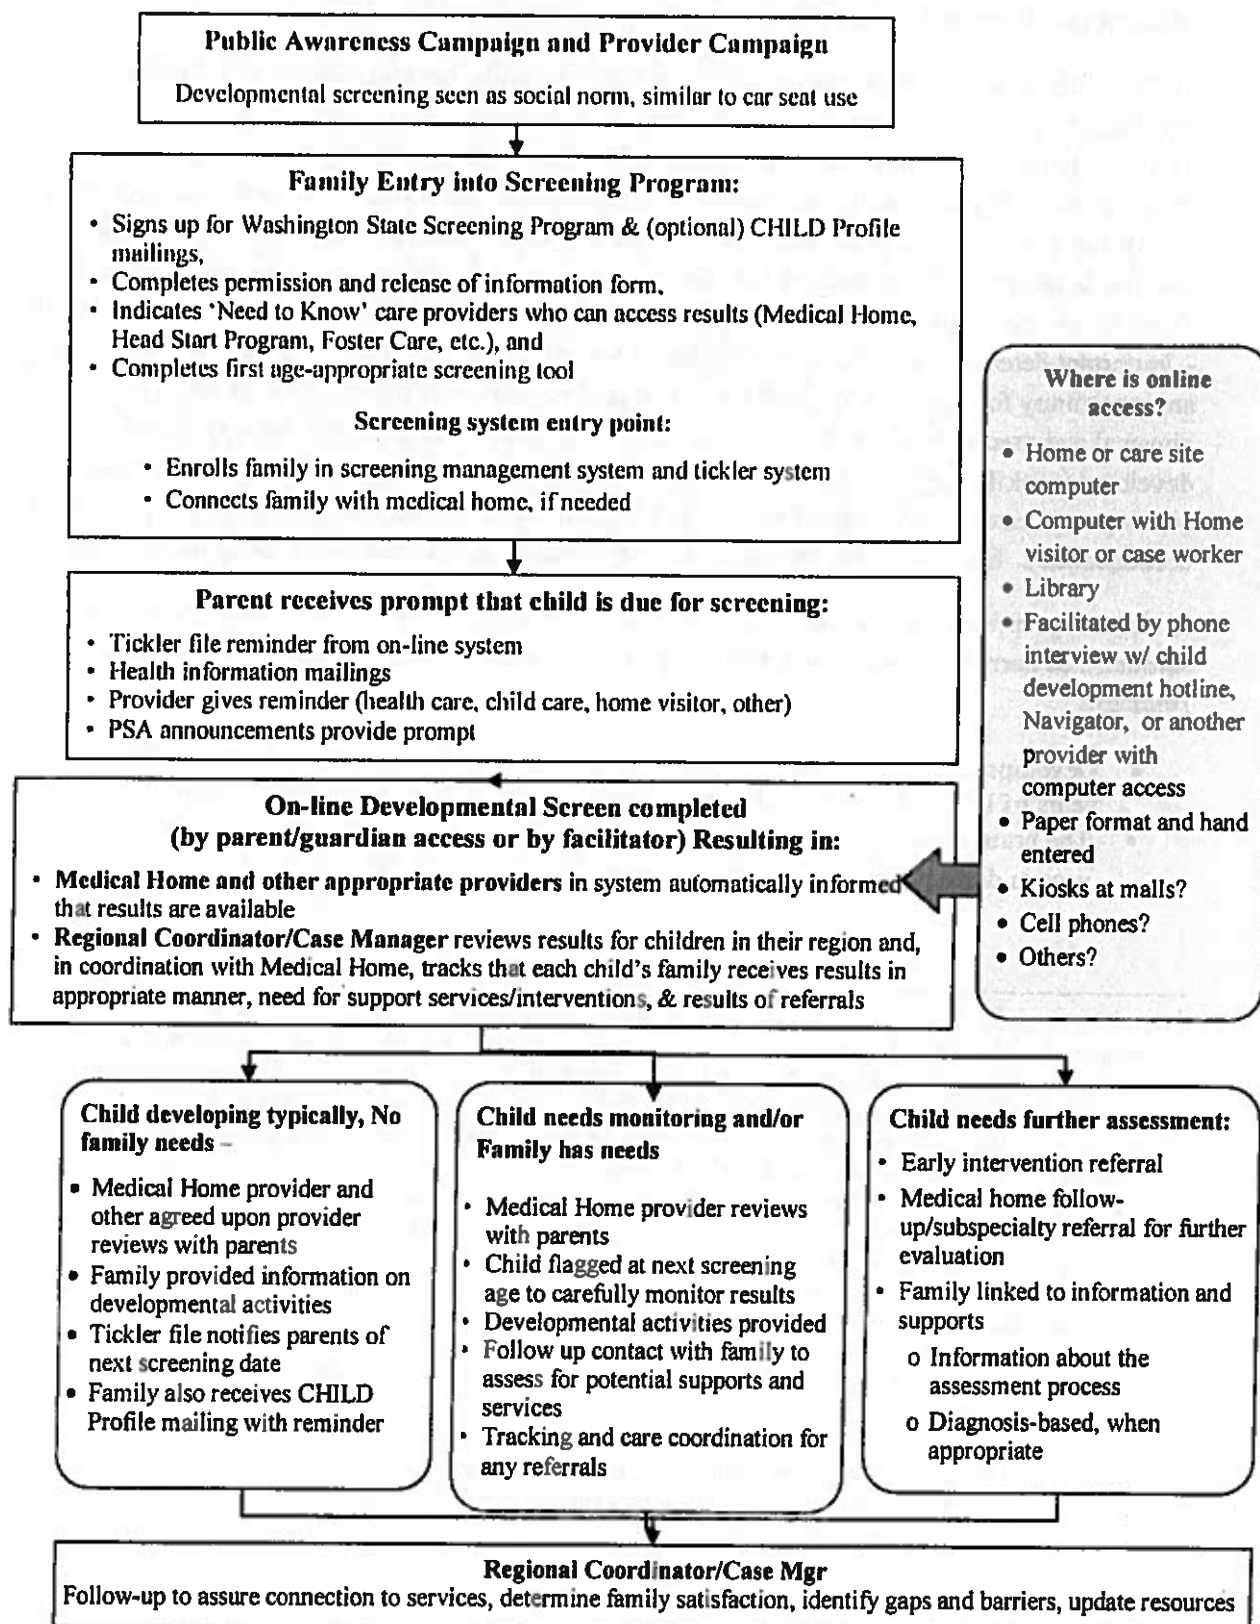 Public Awareness Campaign and Provider Campaign
Developmental screening seen as social norm, similar to car seat use
Family Entry into Screening Program:
• Signs up for Washington State Screening Program & (optional) CHILD Profile
mailings,
• Completes permission and release of information form,
• Indicates 'Need to Know' care providers who can access results (Medical Home,
Head Start Program, Foster Care, etc.), and
• Completes first age-appropriate screening tool
Screening system entry point:
• Enrolls family in screening management system and tickler system
• Connects family with medical home, if needed
Parent receives prompt that child is due for screening:
• Tickler file reminder from on-line system
• Health information mailings
• Provider gives reminder (health care, child care, home visitor, other)
• PSA announcements provide prompt
Where is online
access?
• Home or care site
computer
• Computer with Home
visitor or case worker
• Library
• Facilitated by phone
interview w/ child
development hotline,
Navigator, or another
provider with
computer access
• Paper format and hand
entered
• Kiosks at malls?
• Cell phones?
• Others?
On-line Developmental Screen completed
(by parent/guardian access or by facilitator) Resulting in:
• Medical Home and other appropriate providers in system automatically informed
that results are available
• Regional Coordinator/Case Manager reviews results for children in their region and,
in coordination with Medical Home, tracks that each child's family receives results in
appropriate manner, need for support services/interventions, & results of referrals
Child developing typically, No
family needs –
• Medical Home provider and
other agreed upon provider
reviews with parents
• Family provided information on
developmental activities
• Tickler file notifies parents of
next screening date
• Family also receives CHILD
Profile mailing with reminder
Child needs monitoring and/or
Family has needs
• Medical Home provider reviews
with parents
• Child flagged at next screening
age to carefully monitor results
• Developmental activities provided
• Follow up contact with family to
assess for potential supports and
services
• Tracking and care coordination for
any referrals
Child needs further assessment:
• Early intervention referral
• Medical home follow-
up/subspecialty referral for further
evaluation
• Family linked to information and
supports
o Information about the
assessment process
o Diagnosis-based, when
appropriate
Regional Coordinator/Case Mgr
Follow-up to assure connection to services, determine family satisfaction, identify gaps and barriers, update resources